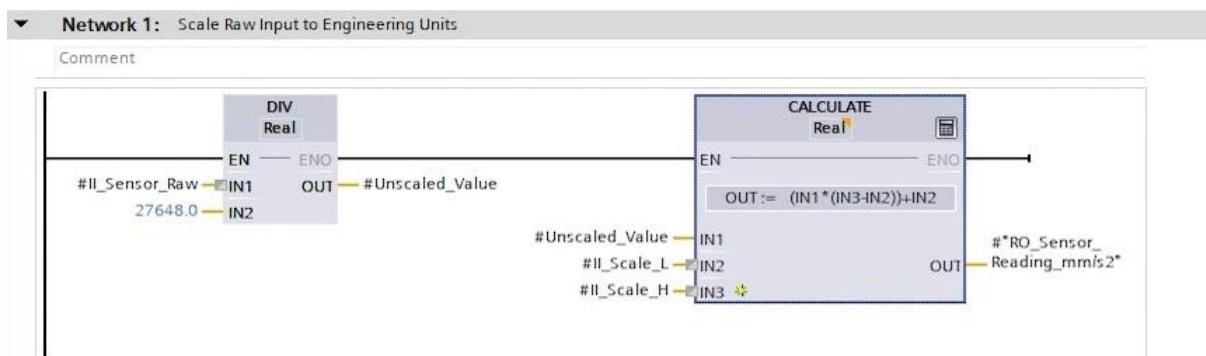 Network 1: Scale Raw Input to Engineering Units
Comment
DIV
Real
EN ENO
#II_Sensor_Raw IN1 OUT #Unscaled_Value
27648.0 IN2
CALCULATE
Real
EN ENO
OUT := (IN1*(IN3-IN2))+IN2
#Unscaled_Value IN1
#II_Scale_L IN2
#II_Scale_H IN3
OUT
#"RO_Sensor_
Reading_mm/s2"